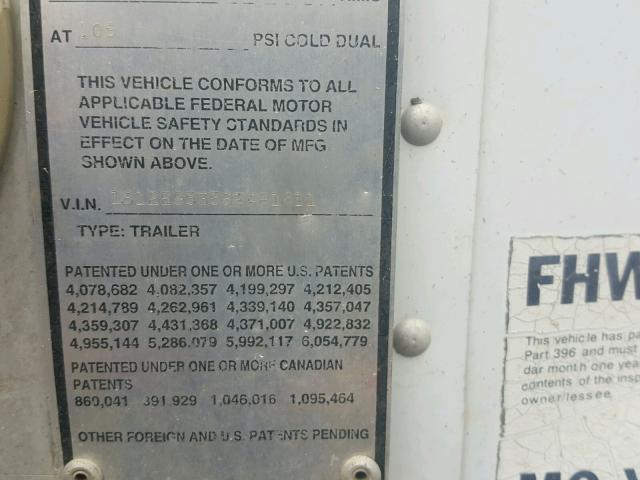 AT 105 PSI COLD DUAL
THIS VEHICLE CONFORMS TO ALL
APPLICABLE FEDERAL MOTOR
VEHICLE SAFETY STANDARDS IN
EFFECT ON THE DATE OF MFG
SHOWN ABOVE.
V.I.N.
TYPE: TRAILER
PATENTED UNDER ONE OR MORE U.S. PATENTS
4,078,682 4,082,357 4,199,297 4,212,405
4,214,789 4,262,961 4,339,140 4,357,047
4,359,307 4,431,368 4,371,007 4,922,832
4,955,144 5,286,079 5,992,117 6,054,779
PATENTED UNDER ONE OR MORE CANADIAN
PATENTS
860,041 891,929 1,046,016 1,095,464
OTHER FOREIGN AND U.S. PATENTS PENDING
FHW
This vehicle has pa
Part 396 and must
dar month one year
contents of the insp
owner/lessee.